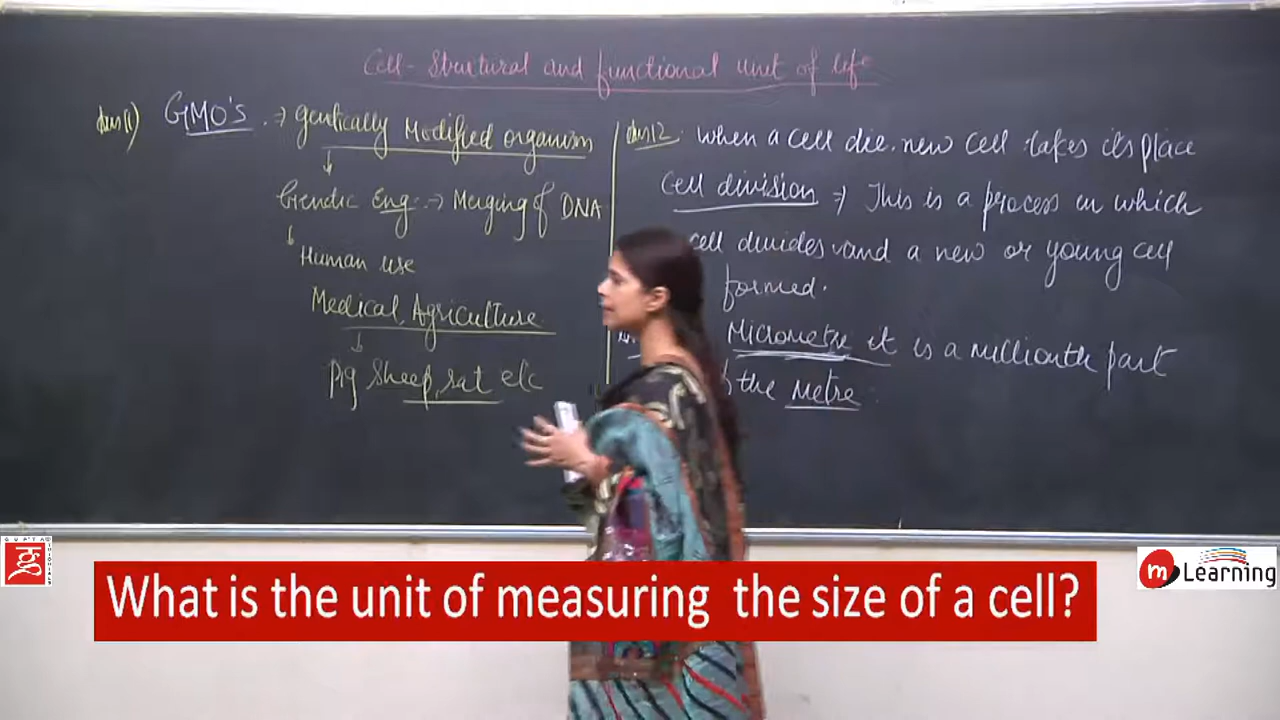 Cell- Structural and functional unit of life
Ans11) GMO's → genetically Modified organism
↓
Genetic Eng. → Merging of DNA
↓
Human use
Medical, Agriculture
↓
Pig sheep, rat etc
Ans12. when a cell die. new cell takes its place
Cell division → This is a process in which
cell divides and a new or young cell
formed.
Micrometre it is a millionth part
the metre.
GUPTA
What is the unit of measuring the size of a cell?
m Learning